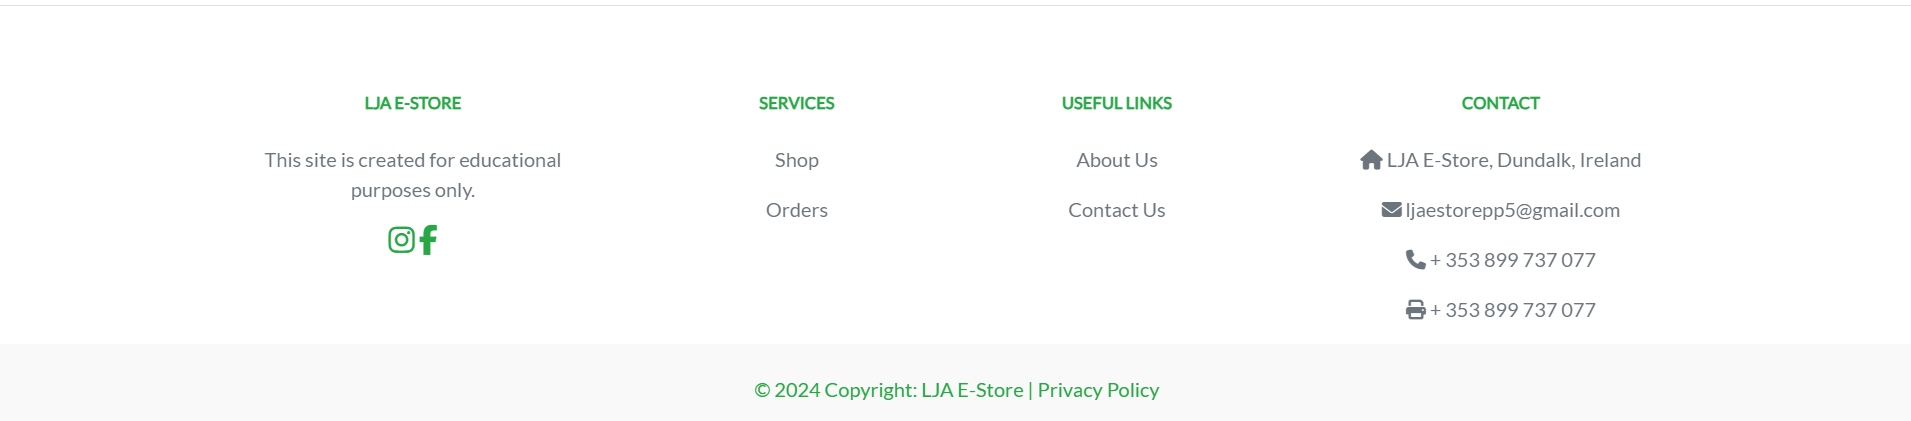 LJA E-STORE
This site is created for educational
purposes only.
SERVICES
Shop
Orders
USEFUL LINKS
About Us
Contact Us
CONTACT
LJA E-Store, Dundalk, Ireland
ljaestorepp5@gmail.com
+ 353 899 737 077
+ 353 899 737 077
© 2024 Copyright: LJA E-Store | Privacy Policy